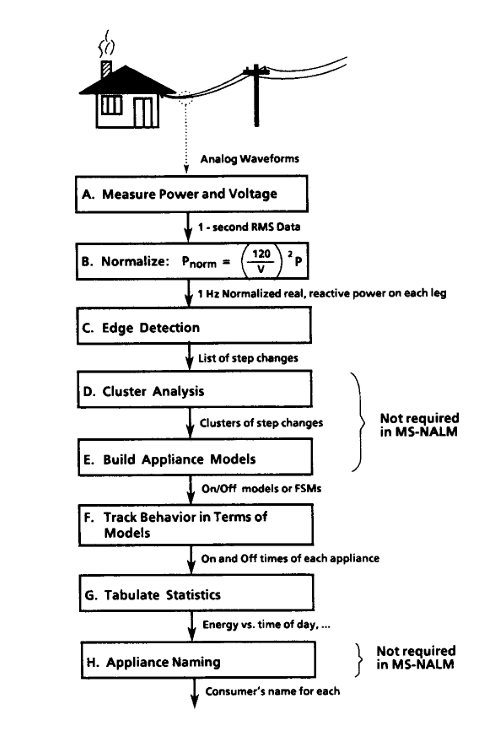 Analog Waveforms
A. Measure Power and Voltage
1 - second RMS Data
B. Normalize: Pnorm = (120/V)² P
1 Hz Normalized real, reactive power on each leg
C. Edge Detection
List of step changes
D. Cluster Analysis
Clusters of step changes
Not required
in MS-NALM
E. Build Appliance Models
On/Off models or FSMs
F. Track Behavior in Terms of
Models
On and Off times of each appliance
G. Tabulate Statistics
Energy vs. time of day, ...
H. Appliance Naming
Not required
in MS-NALM
Consumer's name for each